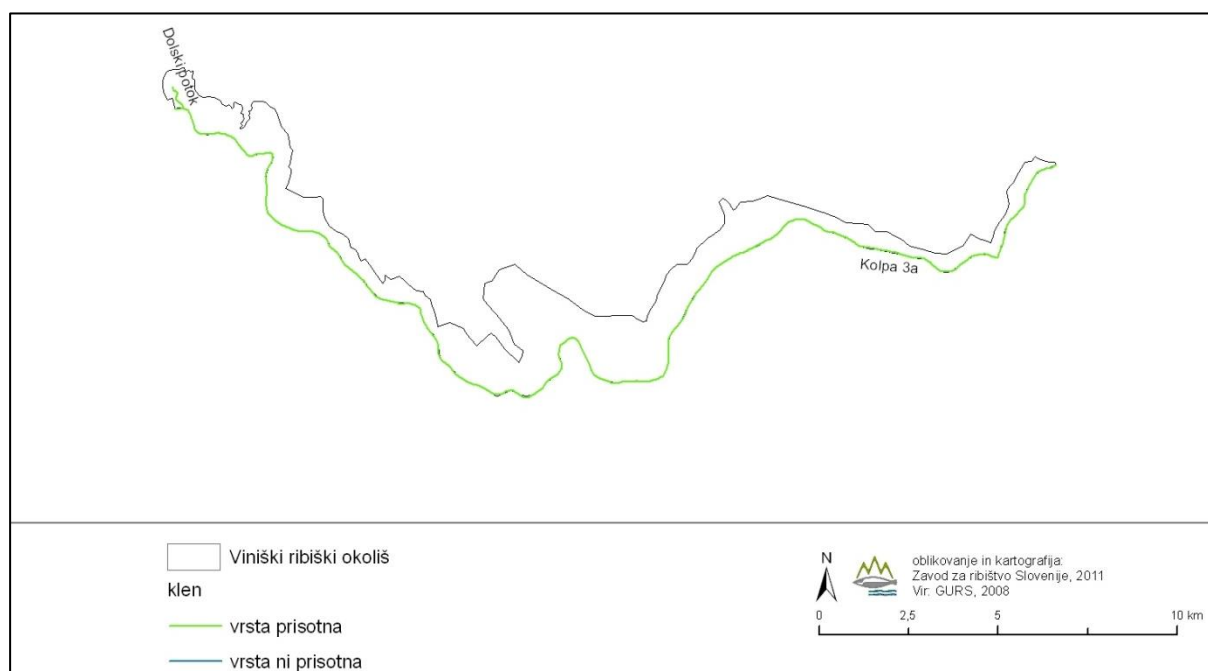 Dolski potok
Kolpa 3a
Viniški ribiški okoliš
klen
vrsta prisotna
vrsta ni prisotna
N
oblikovanje in kartografija:
Zavod za ribištvo Slovenije, 2011
Vir: GURS, 2008
0 2,5 5 10 km